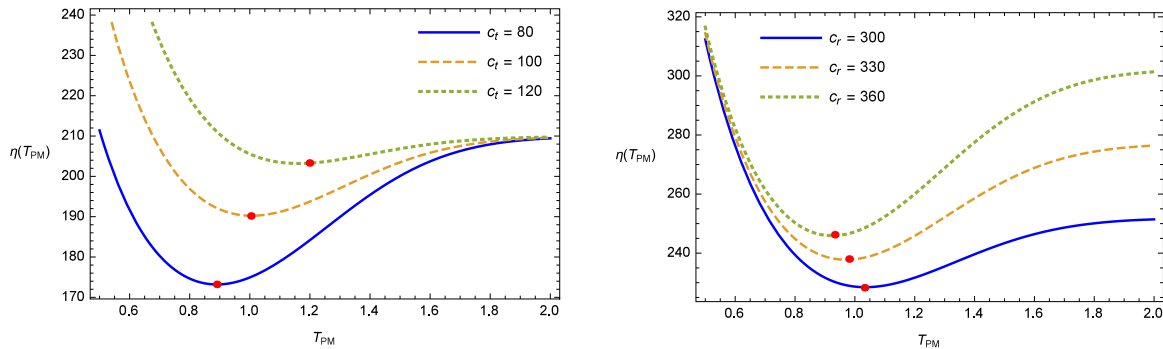 240
230
220
210
η(T_PM)
200
190
180
170
0.6 0.8 1.0 1.2 1.4 1.6 1.8 2.0
T_PM
c_t = 80
c_t = 100
c_t = 120
320
300
280
η(T_PM)
260
240
0.6 0.8 1.0 1.2 1.4 1.6 1.8 2.0
T_PM
c_r = 300
c_r = 330
c_r = 360